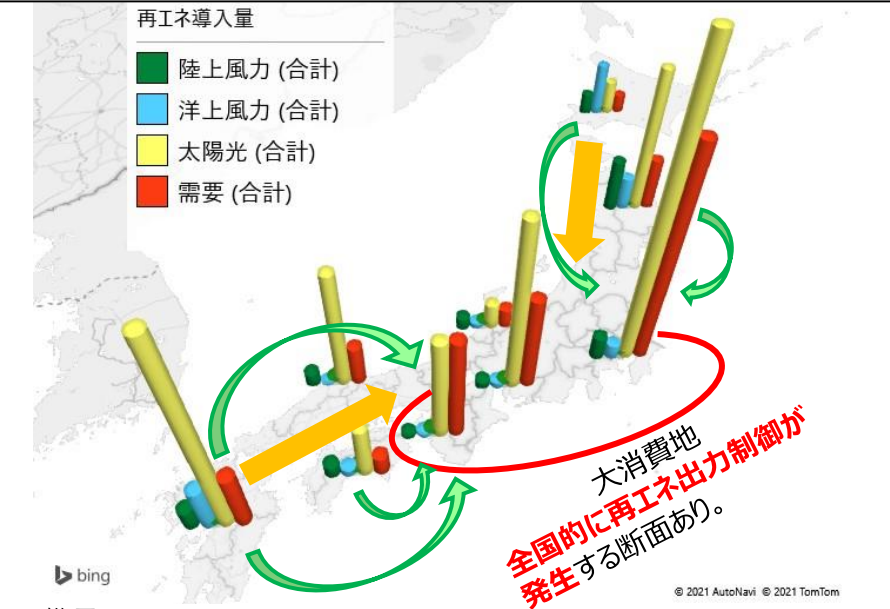 再エネ導入量
陸上風力 (合計)
洋上風力 (合計)
太陽光 (合計)
需要 (合計)
大消費地
全国的に再エネ出力制御が
発生する断面あり。
bing
© 2021 AutoNavi © 2021 TomTom